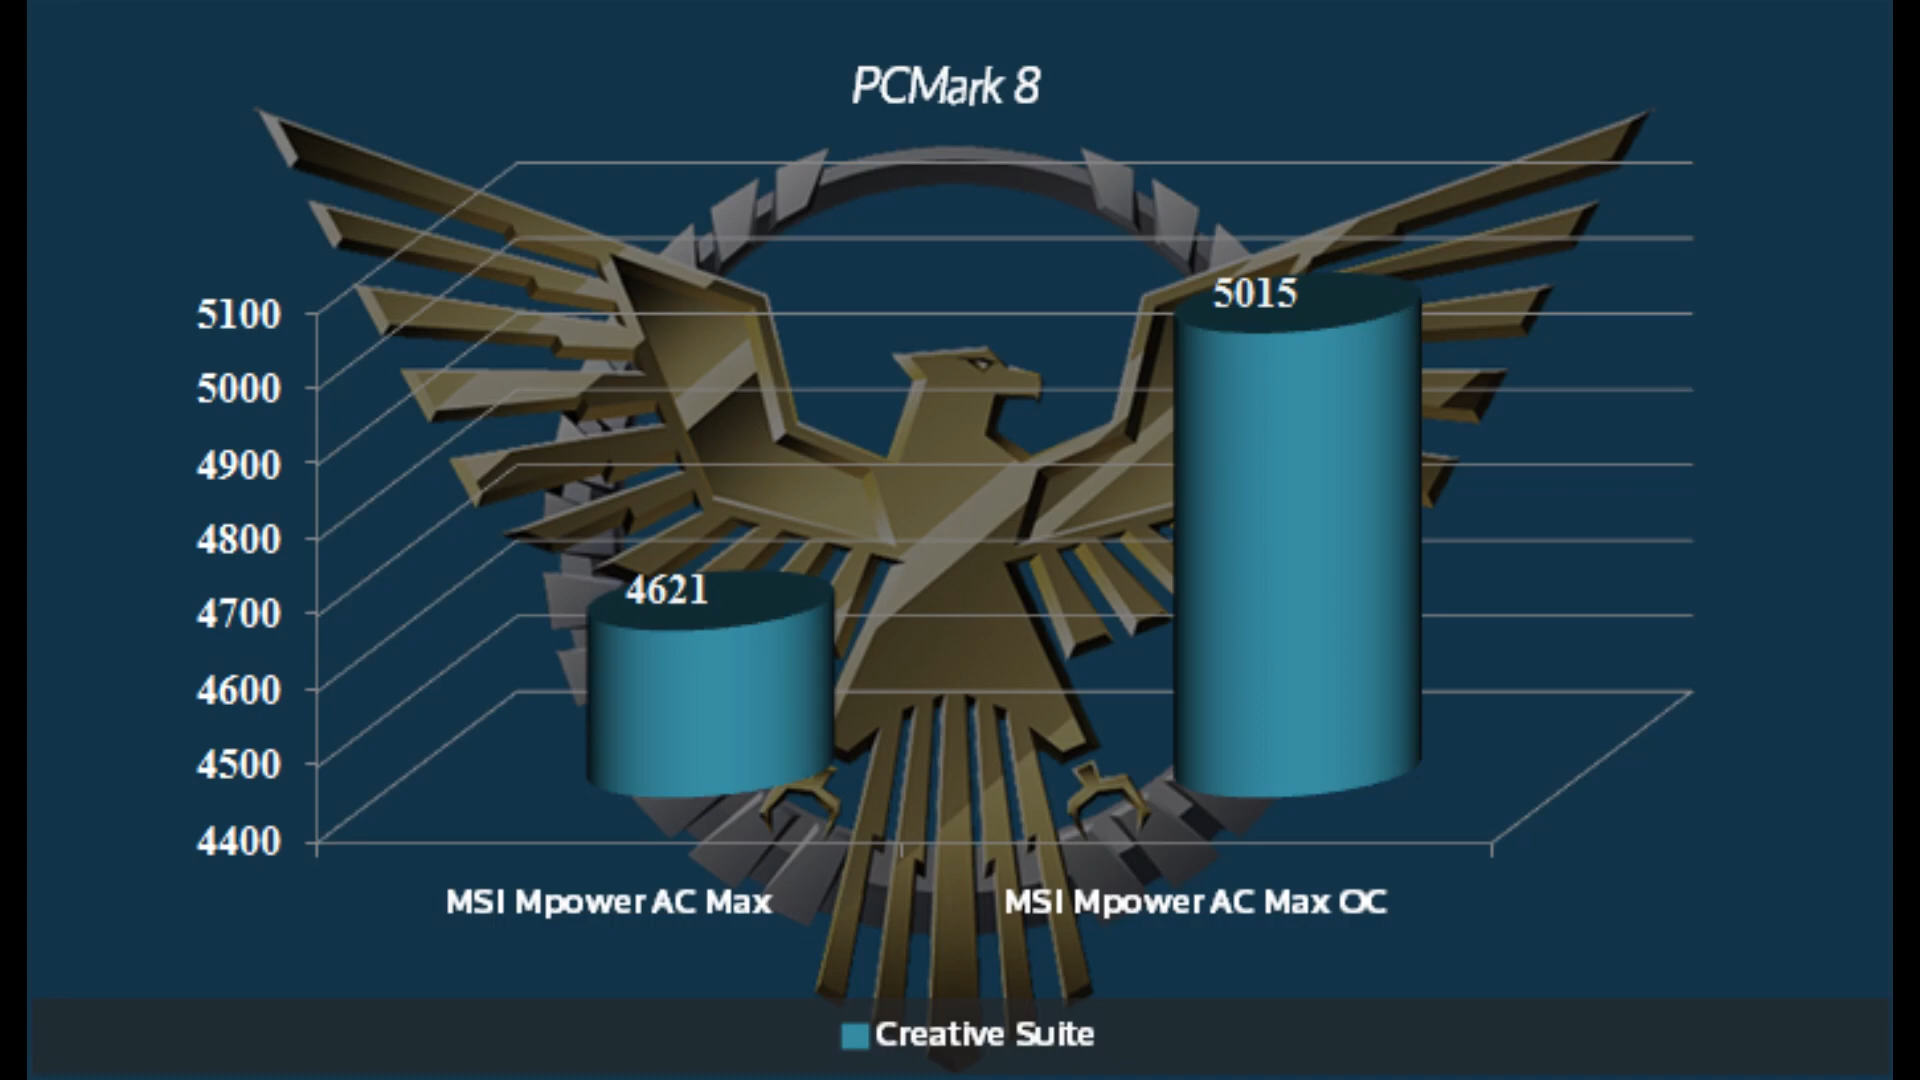 PCMark 8
5100
5000
4900
4800
4700
4600
4500
4400
4621
5015
MSI Mpower AC Max
MSI Mpower AC Max OC
Creative Suite